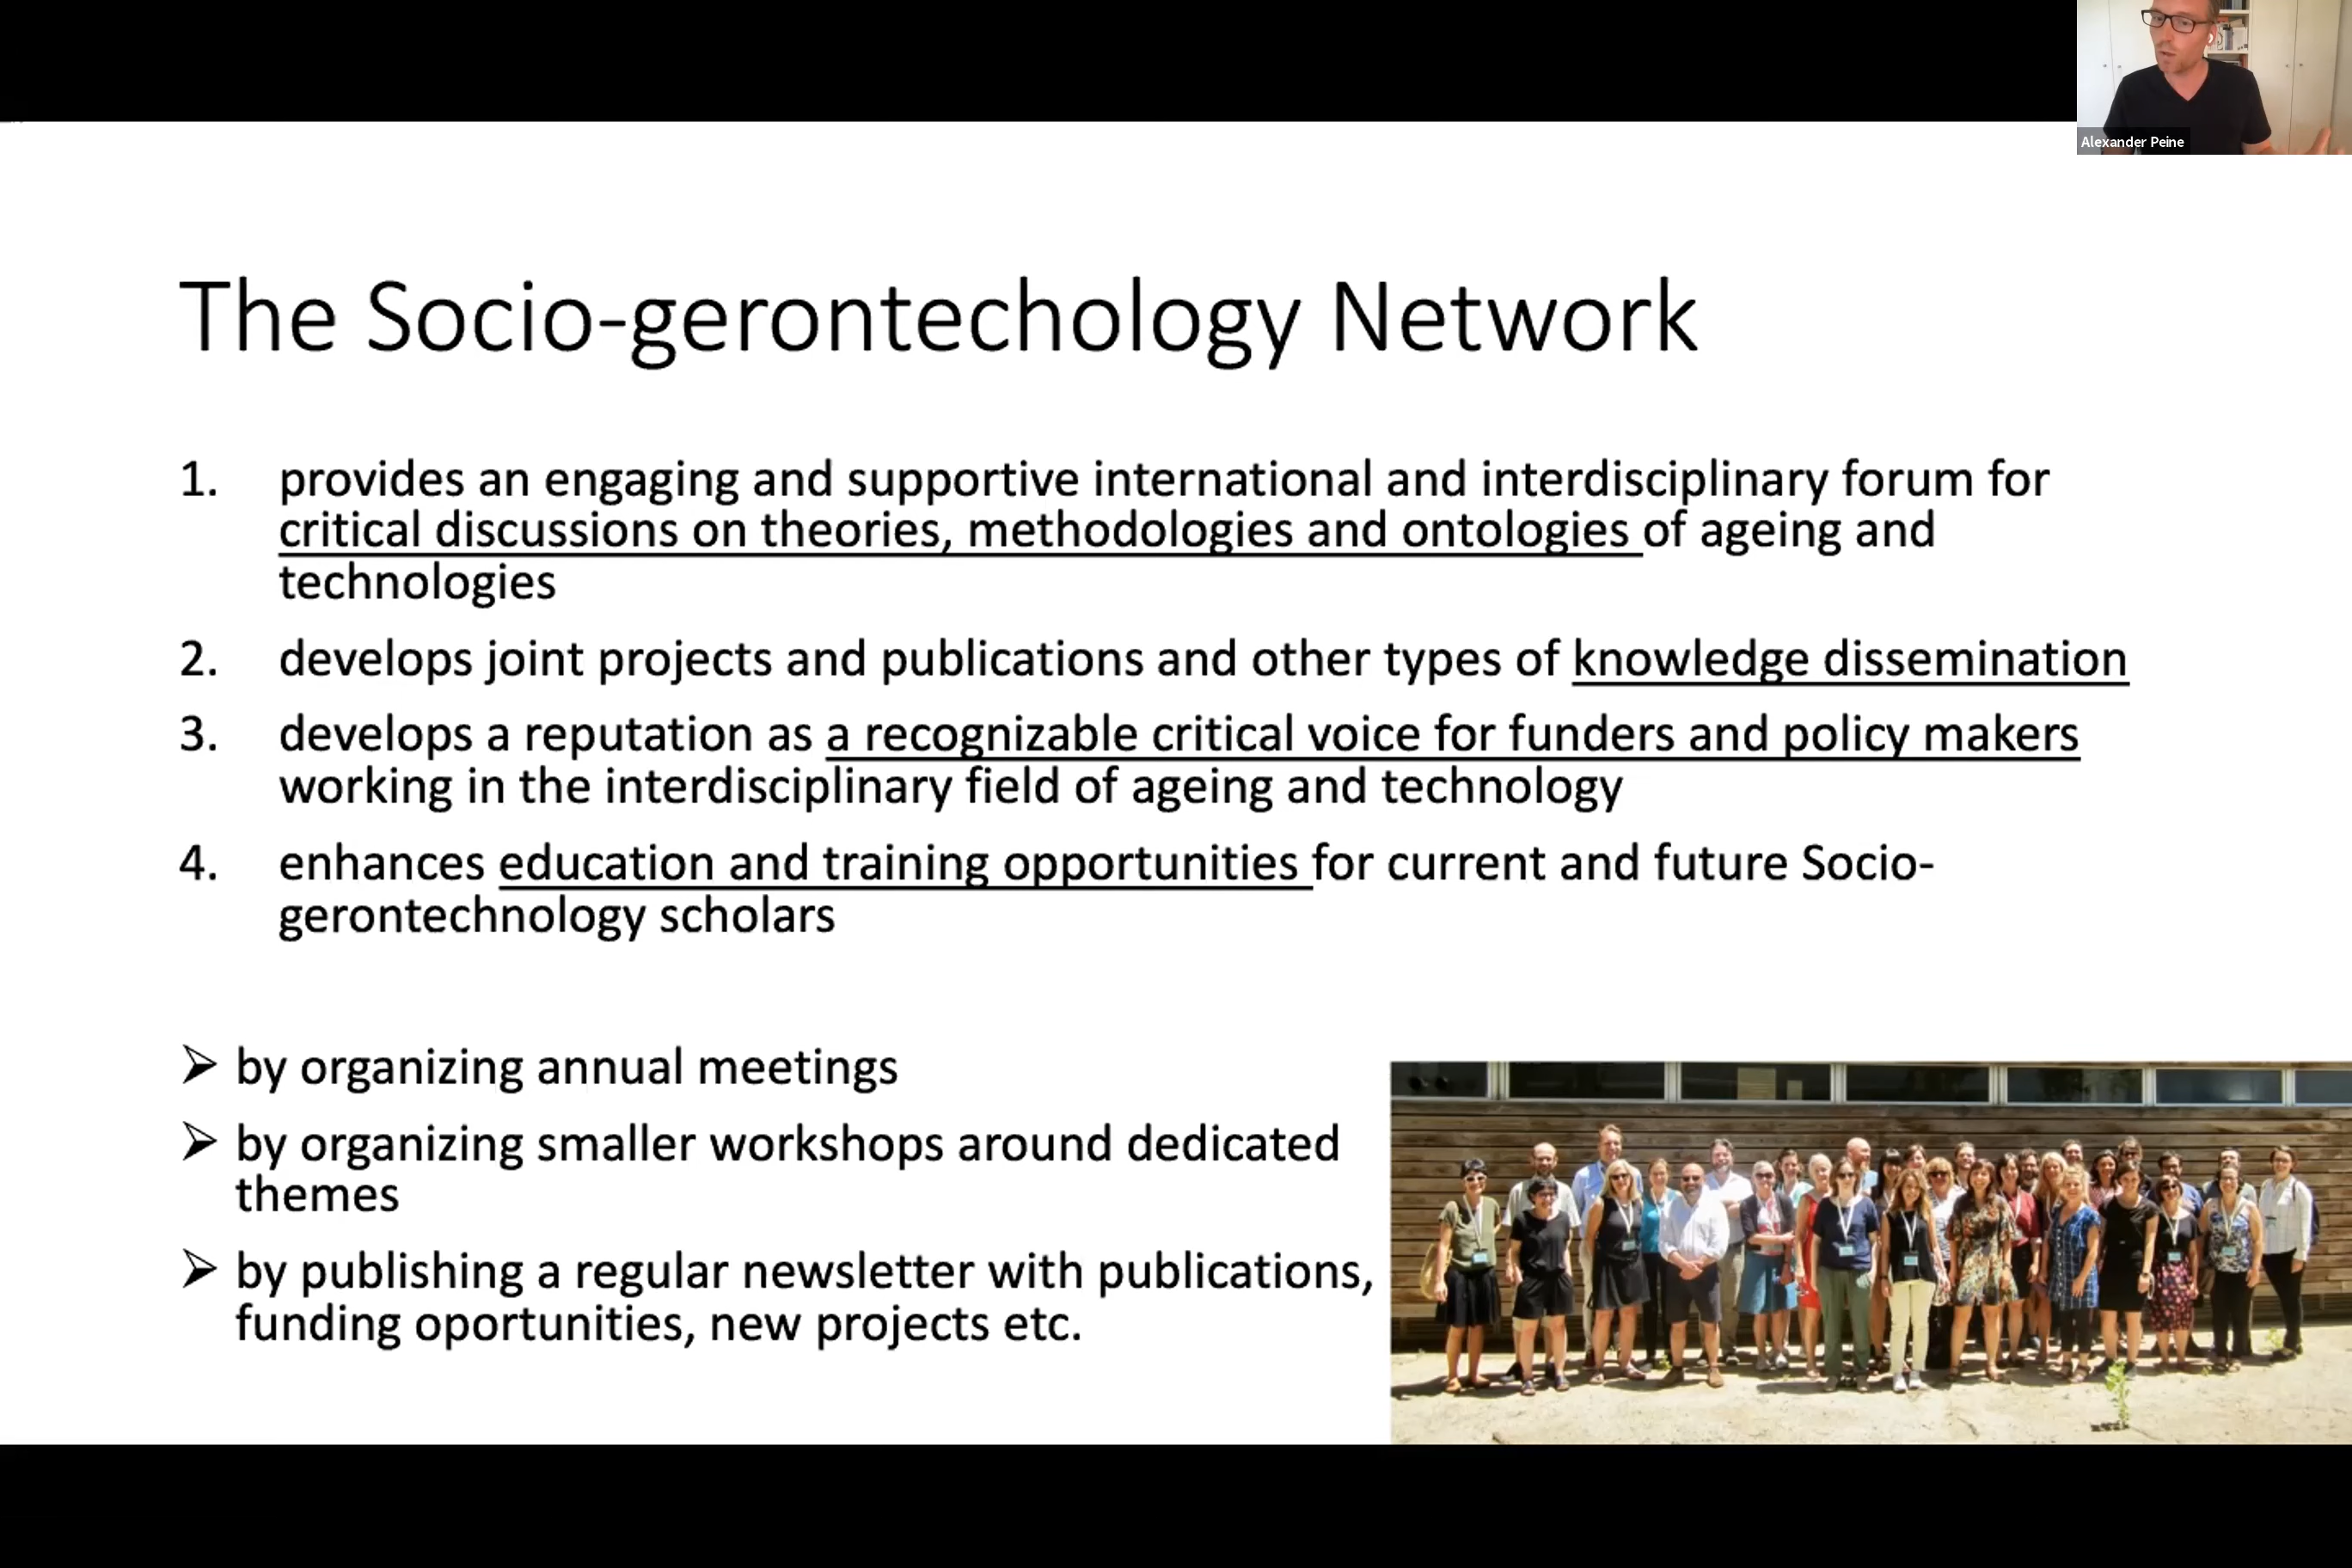 Alexander Peine
The Socio-gerontechology Network
1. provides an engaging and supportive international and interdisciplinary forum for
critical discussions on theories, methodologies and ontologies of ageing and
technologies
2. develops joint projects and publications and other types of knowledge dissemination
3. develops a reputation as a recognizable critical voice for funders and policy makers
working in the interdisciplinary field of ageing and technology
4. enhances education and training opportunities for current and future Socio-
gerontechnology scholars
➢ by organizing annual meetings
➢ by organizing smaller workshops around dedicated
themes
➢ by publishing a regular newsletter with publications,
funding oportunities, new projects etc.